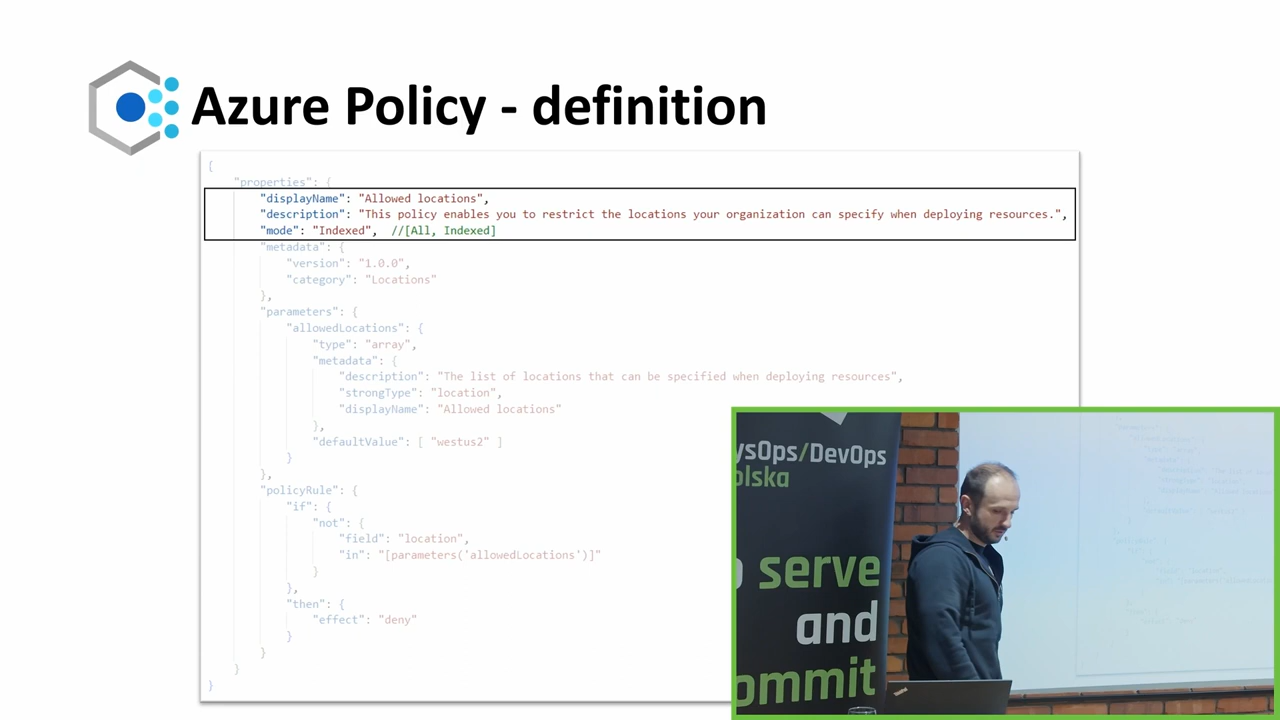 Azure Policy - definition
{
"properties": {
"displayName": "Allowed locations",
"description": "This policy enables you to restrict the locations your organization can specify when deploying resources.",
"mode": "Indexed",  //[All, Indexed]
"metadata": {
"version": "1.0.0",
"category": "Locations"
},
"parameters": {
"allowedLocations": {
"type": "array",
"metadata": {
"description": "The list of locations that can be specified when deploying resources",
"strongType": "location",
"displayName": "Allowed locations"
},
"defaultValue": [ "westus2" ]
}
},
"policyRule": {
"if": {
"not": {
"field": "location",
"in": "[parameters('allowedLocations')]"
}
},
"then": {
"effect": "deny"
}
}
}
}
ysOps/DevOps
olska
serve
and
ommit